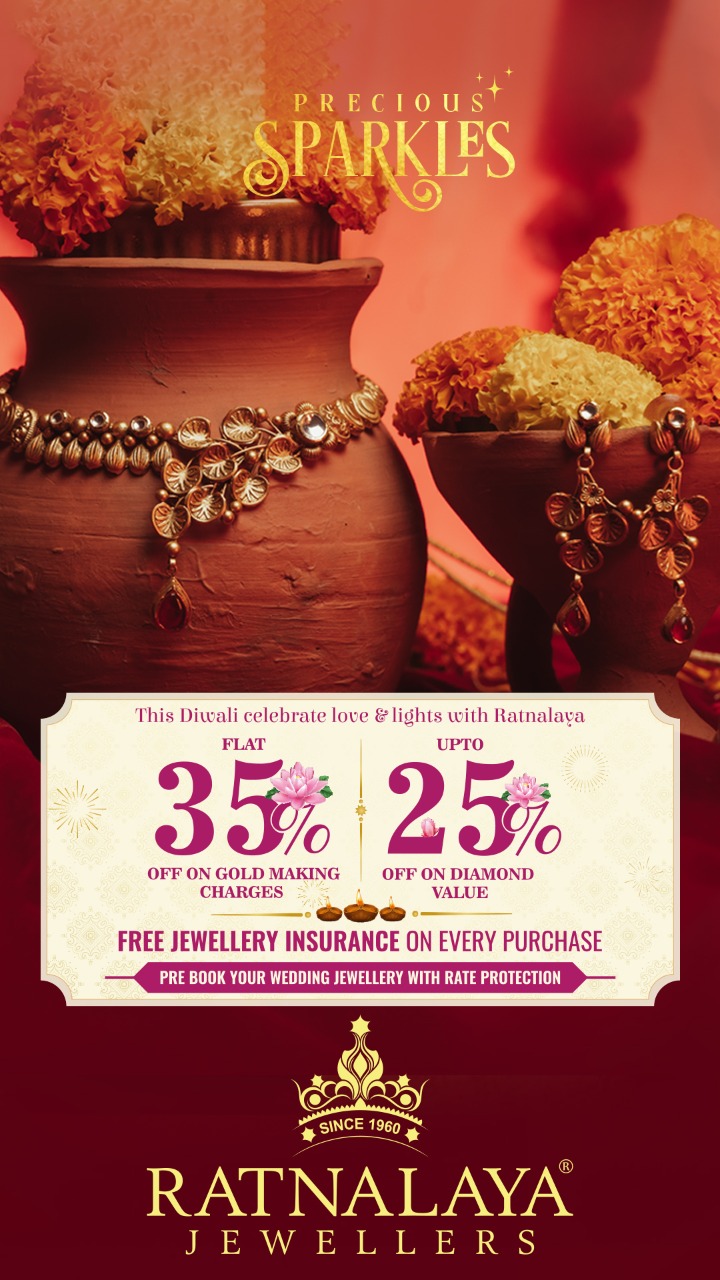 PRECIOUS
SPARKLES
This Diwali celebrate love & lights with Ratnalaya
FLAT
35%
OFF ON GOLD MAKING
CHARGES
UPTO
25%
OFF ON DIAMOND
VALUE
FREE JEWELLERY INSURANCE ON EVERY PURCHASE
PRE BOOK YOUR WEDDING JEWELLERY WITH RATE PROTECTION
SINCE 1960
RATNALAYA®
JEWELLERS